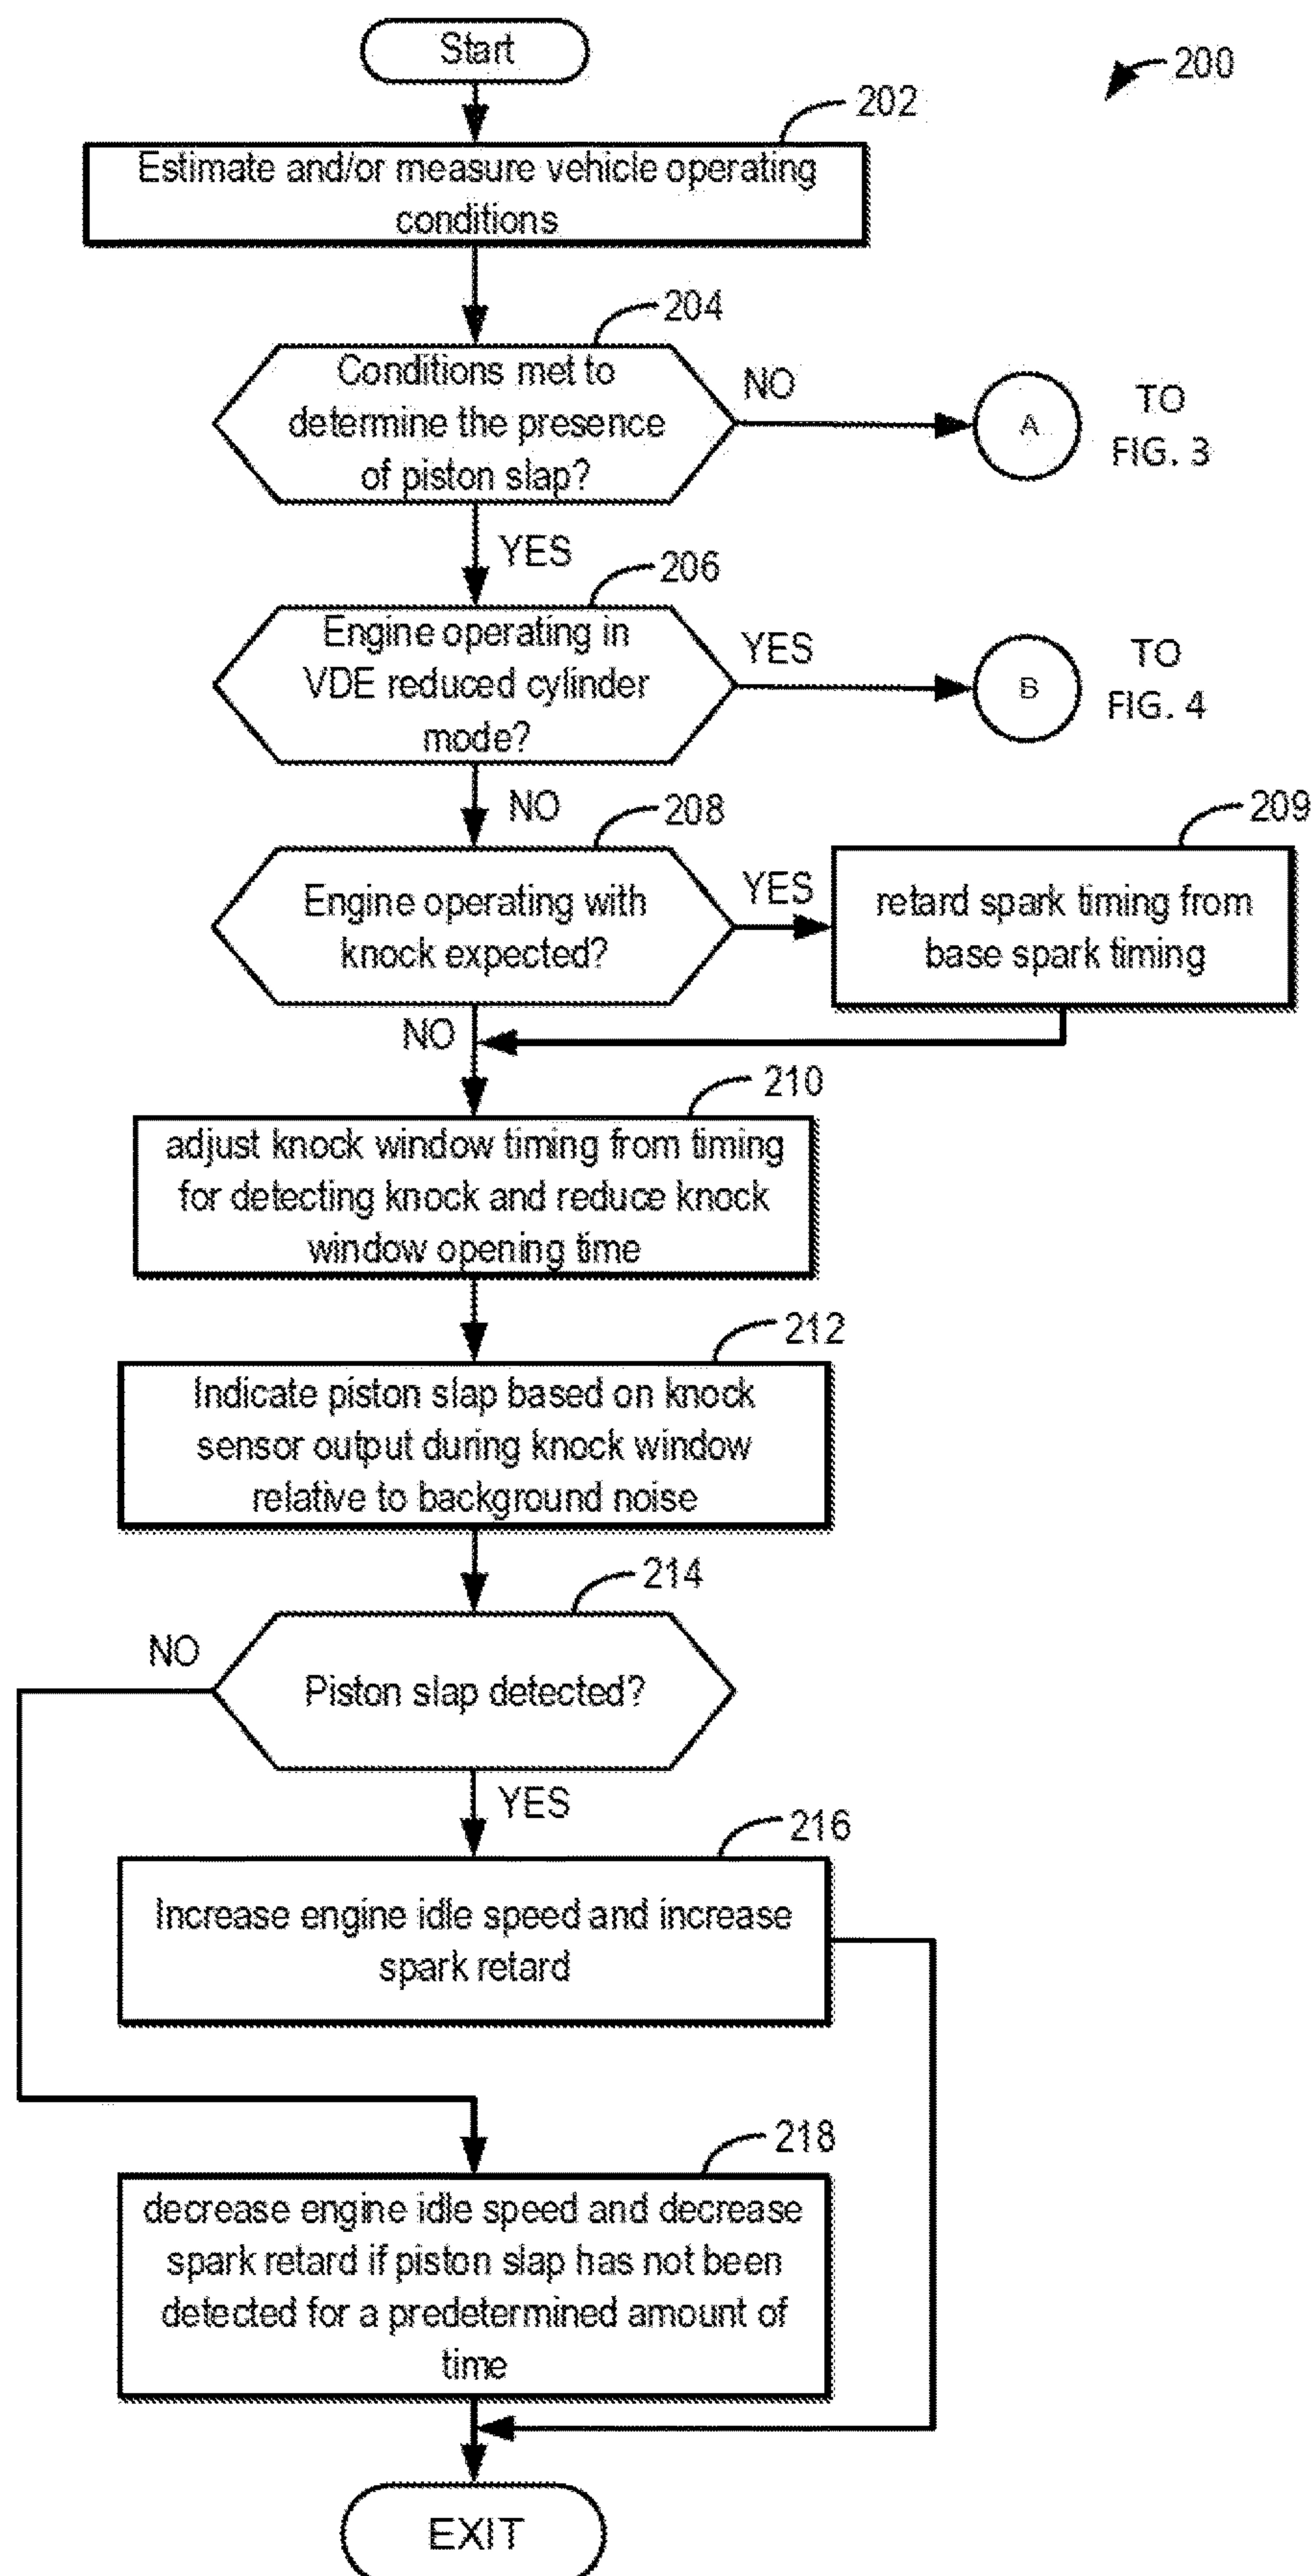 Start
200
202
Estimate and/or measure vehicle operating
conditions
204
Conditions met to
determine the presence
of piston slap?
NO
A
TO
FIG. 3
YES
206
Engine operating in
VDE reduced cylinder
mode?
YES
B
TO
FIG. 4
NO
208
209
Engine operating with
knock expected?
YES
retard spark timing from
base spark timing
NO
210
adjust knock window timing from timing
for detecting knock and reduce knock
window opening time
212
Indicate piston slap based on knock
sensor output during knock window
relative to background noise
214
NO
Piston slap detected?
YES
216
Increase engine idle speed and increase
spark retard
218
decrease engine idle speed and decrease
spark retard if piston slap has not been
detected for a predetermined amount of
time
EXIT